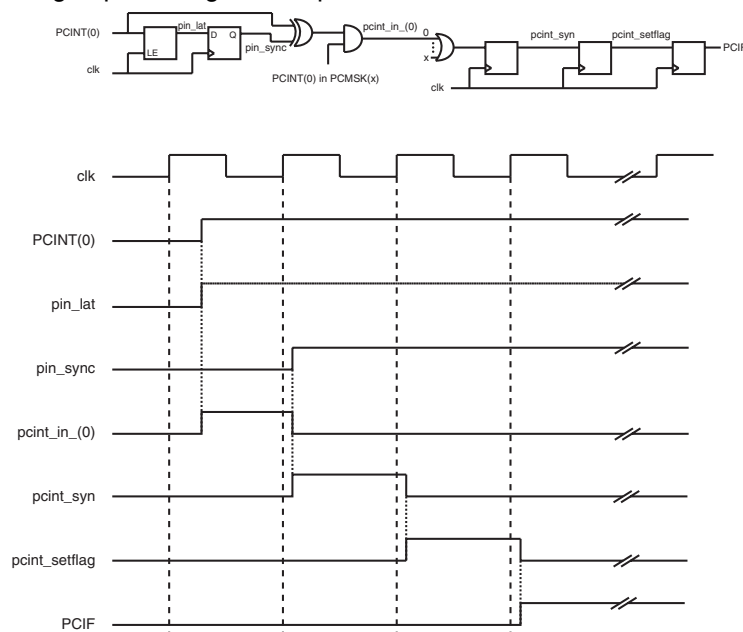 PCINT(0)
pin_lat
D Q
LE
pin_sync
clk
PCINT(0) in PCMSK(x)
pcint_in_(0)
0
x
pcint_syn
pcint_setflag
clk
clk
PCINT(0)
pin_lat
pin_sync
pcint_in_(0)
pcint_syn
pcint_setflag
PCIF